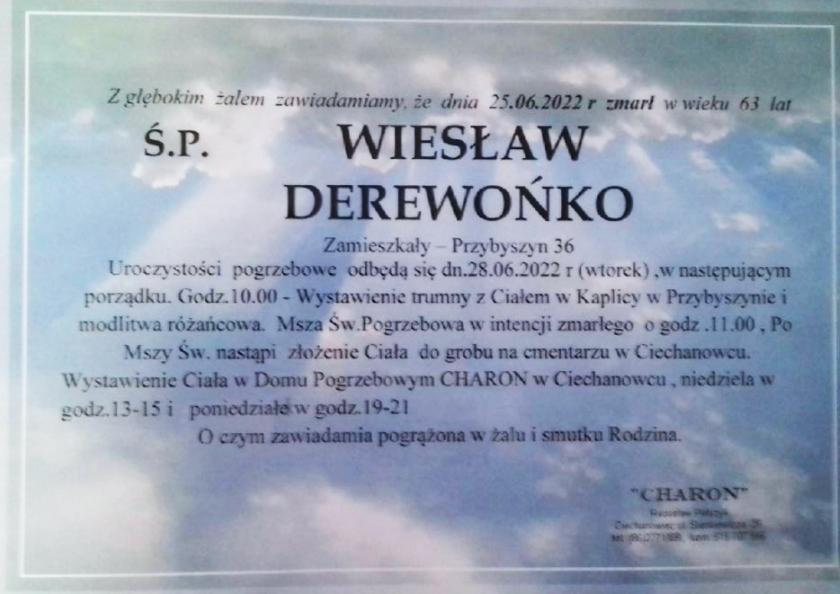 Z głębokim żalem zawiadamiamy, że dnia 25.06.2022 r zmarł w wieku 63 lat
Ś.P. WIESŁAW
DEREWOŃKO
Zamieszkały – Przybyszyn 36
Uroczystości pogrzebowe odbędą się dn.28.06.2022 r (wtorek) ,w następującym
porządku. Godz.10.00 - Wystawienie trumny z Ciałem w Kaplicy w Przybyszynie i
modlitwa różańcowa. Msza Św.Pogrzebowa w intencji zmarłego o godz .11.00 , Po
Mszy Św. nastąpi złożenie Ciała do grobu na cmentarzu w Ciechanowcu.
Wystawienie Ciała w Domu Pogrzebowym CHARON w Ciechanowcu , niedziela w
godz.13-15 i poniedziałek w godz.19-21
O czym zawiadamia pogrążona w żalu i smutku Rodzina.
"CHARON"
Radosław
Ciechanowiec ul.